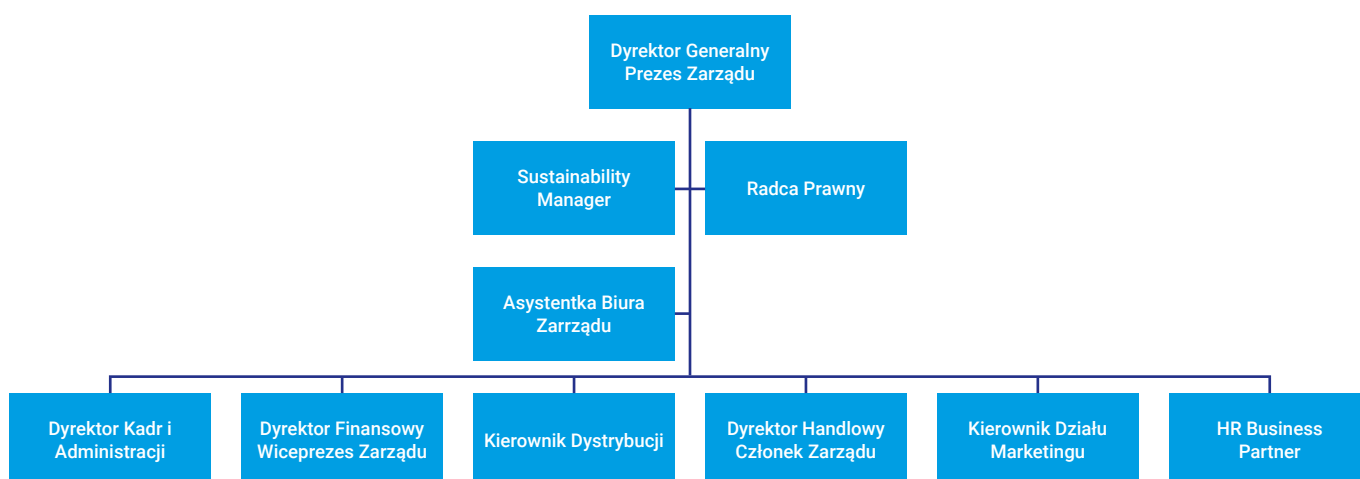 Dyrektor Generalny
Prezes Zarządu
Sustainability
Manager
Radca Prawny
Asystentka Biura
Zarrządu
Dyrektor Kadr i
Administracji
Dyrektor Finansowy
Wiceprezes Zarządu
Kierownik Dystrybucji
Dyrektor Handlowy
Członek Zarządu
Kierownik Działu
Marketingu
HR Business
Partner